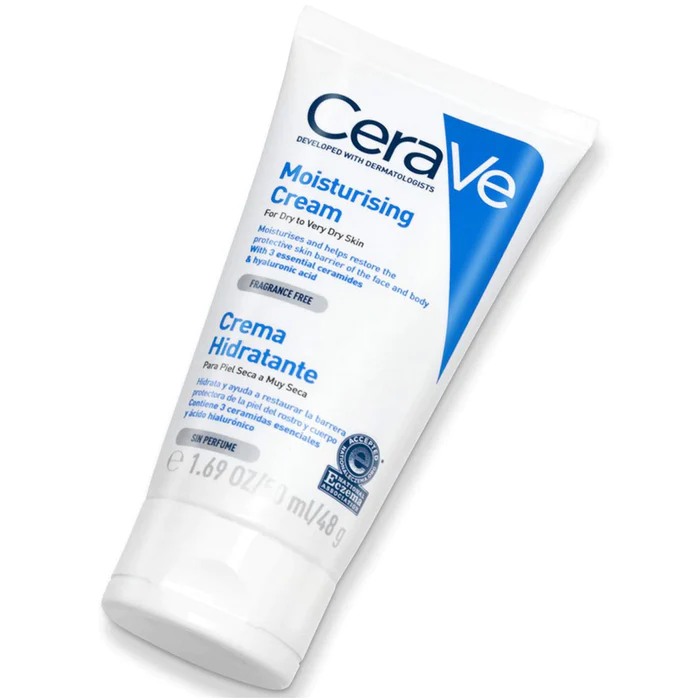 CeraVe
DEVELOPED WITH DERMATOLOGISTS
Moisturising
Cream
For Dry to Very Dry Skin
Moisturises and helps restore the
protective skin barrier of the face and body
With 3 essential ceramides
& hyaluronic acid
FRAGRANCE FREE
Crema
Hidratante
Para Piel Seca a Muy Seca
Hidrata y ayuda a restaurar la barrera
protectora de la piel del rostro y cuerpo
Contiene 3 ceramidas esenciales
y ácido hialurónico
SIN PERFUME
℮ 1.69 OZ/50 ml/48 g
ACCEPTED
NATIONAL
Eczema
ASSOCIATION